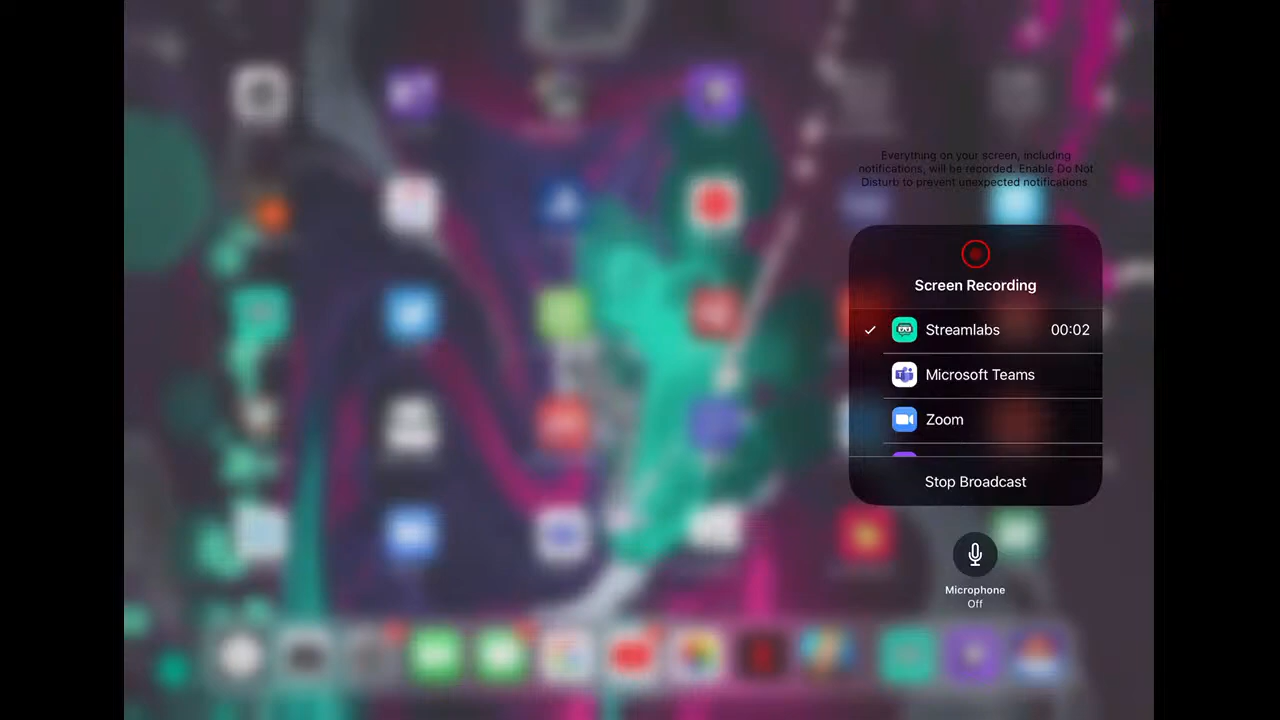 Everything on your screen, including
notifications, will be recorded. Enable Do Not
Disturb to prevent unexpected notifications.
Screen Recording
Streamlabs 00:02
Microsoft Teams
Zoom
Stop Broadcast
Microphone
Off